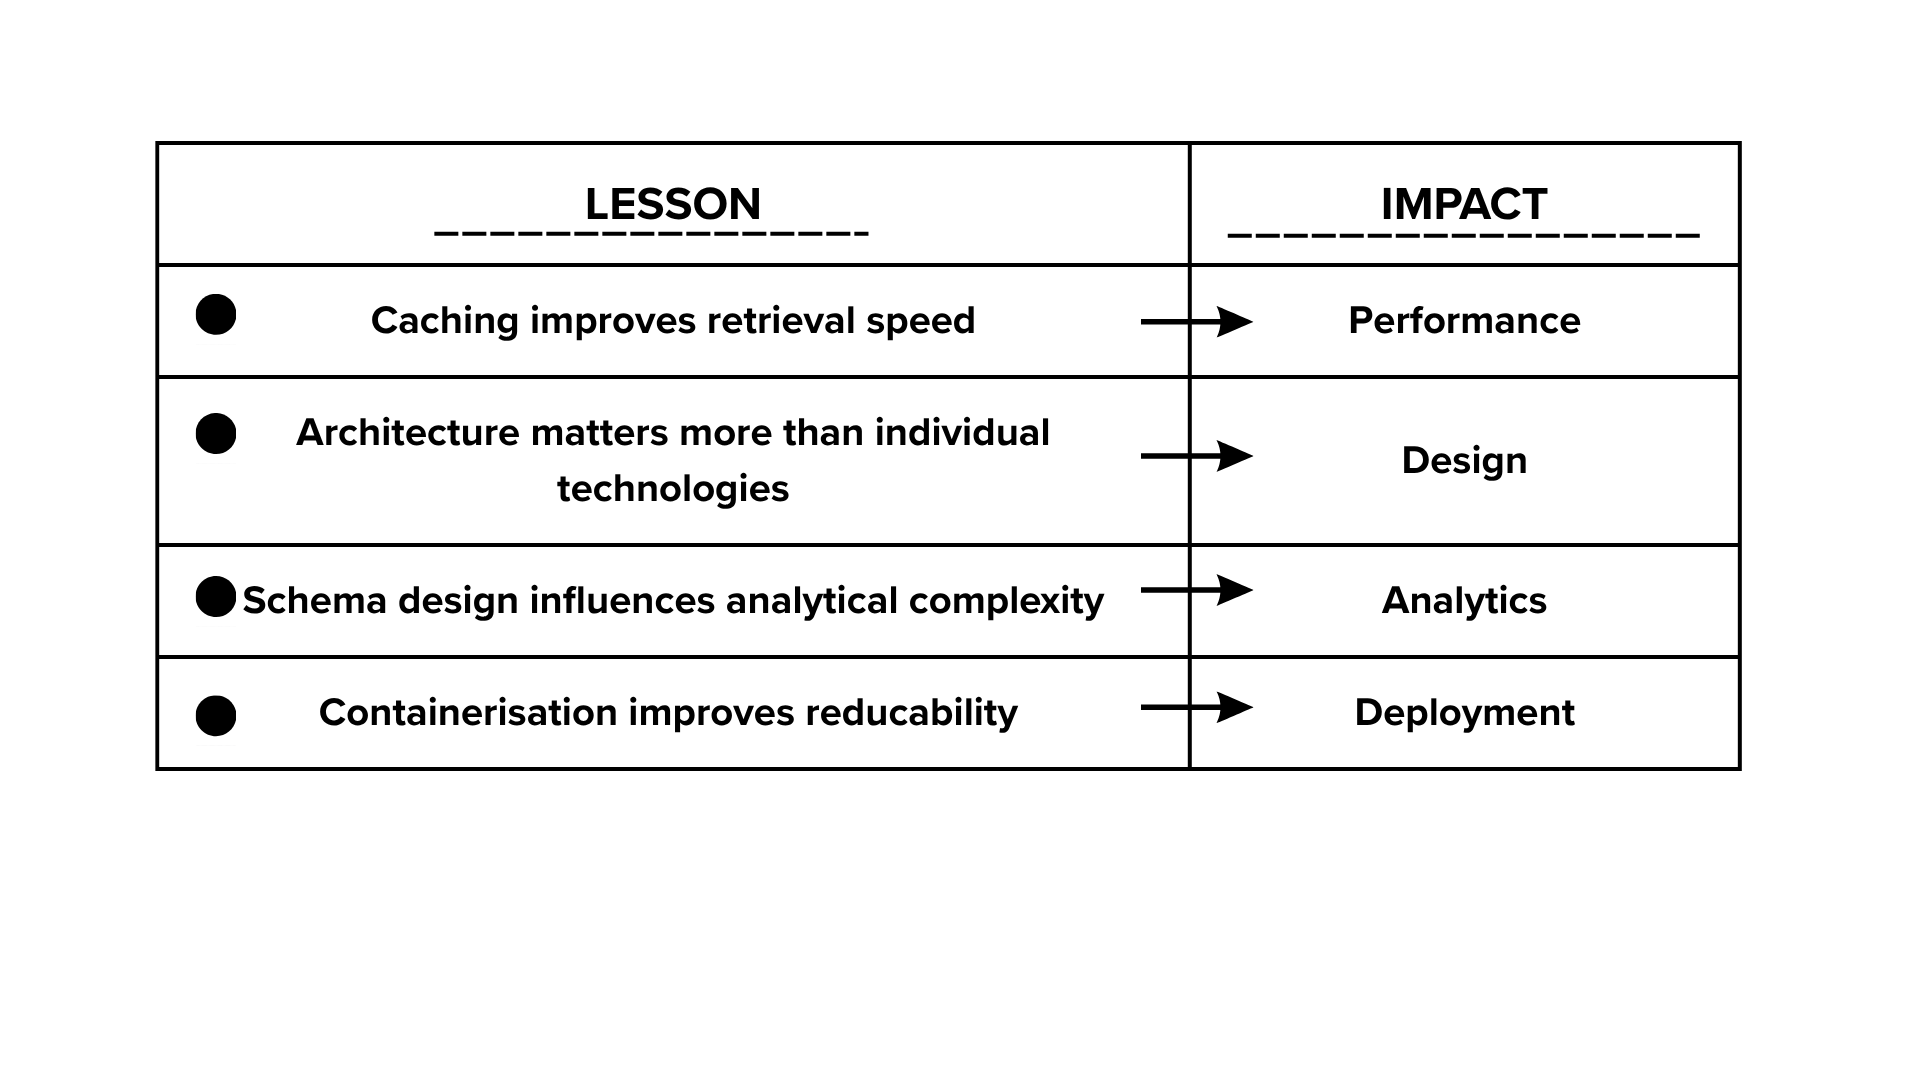 LESSON
IMPACT
Caching improves retrieval speed
Performance
Architecture matters more than individual
technologies
Design
Schema design influences analytical complexity
Analytics
Containerisation improves reducability
Deployment